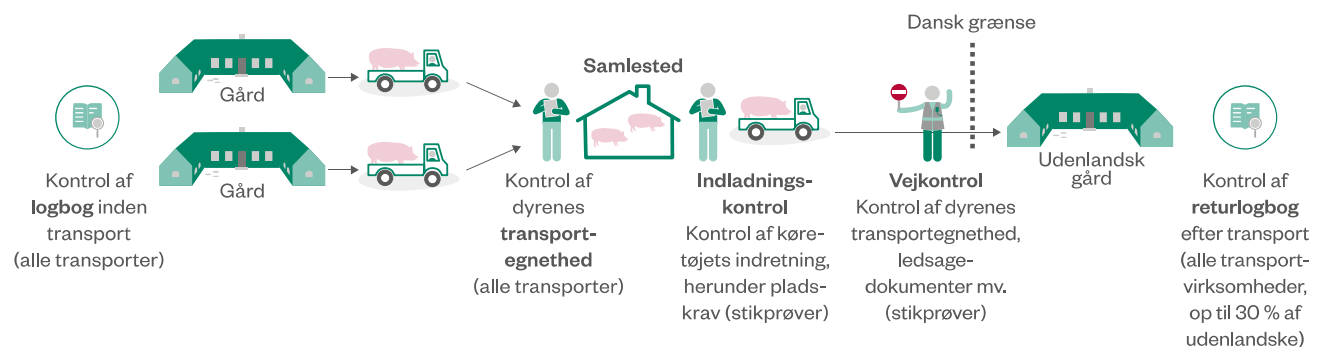 Dansk grænse
Samlested
Gård
Gård
Udenlandsk
gård
Kontrol af
logbog inden
transport
(alle transporter)
Kontrol af
dyrenes
transport-
egnethed
(alle transporter)
Indladnings-
kontrol
Kontrol af køre-
tøjets indretning,
herunder plads-
krav (stikprøver)
Vejkontrol
Kontrol af dyrenes
transportegnethed,
ledsage-
dokumenter mv.
(stikprøver)
Kontrol af
returlogbog
efter transport
(alle transport-
virksomheder,
op til 30 % af
udenlandske)